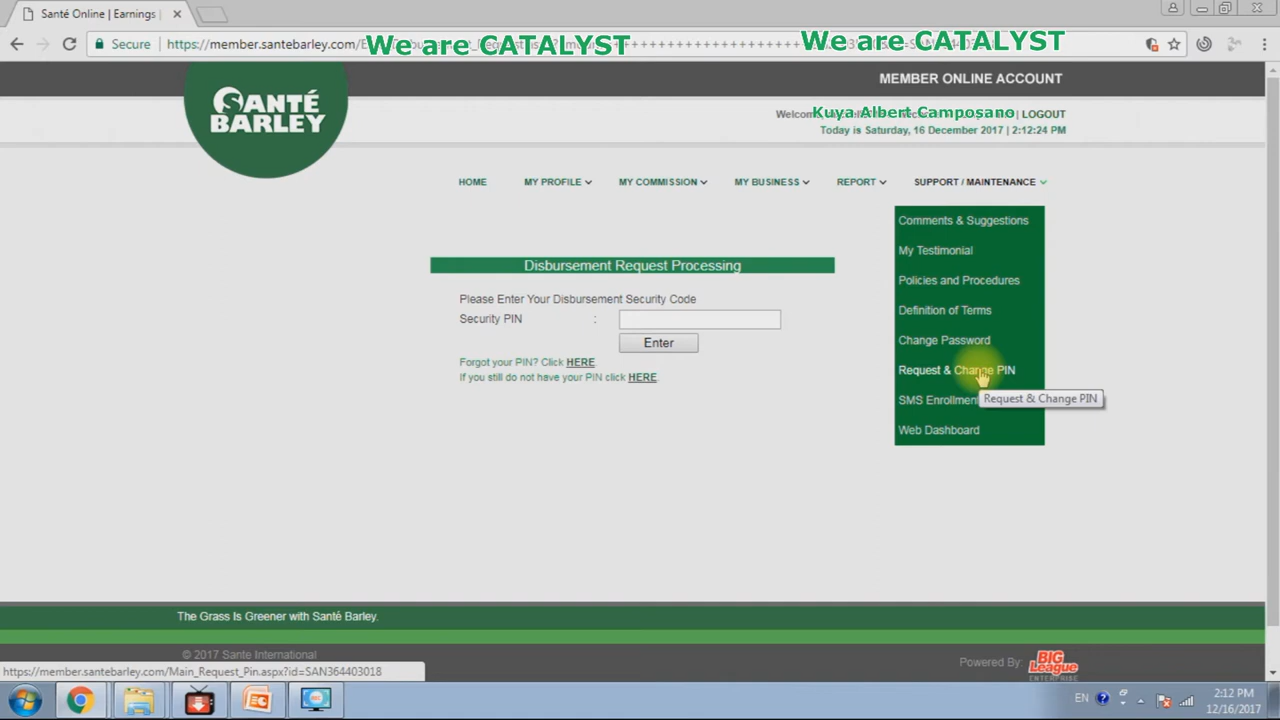 Santé Online | Earnings
Secure
https://member.santebarley.com/
We are CATALYST
We are CATALYST
SANTÉ
BARLEY
MEMBER ONLINE ACCOUNT
Kuya Albert Camposano | LOGOUT
Today is Saturday, 16 December 2017 | 2:12:24 PM
HOME
MY PROFILE
MY COMMISSION
MY BUSINESS
REPORT
SUPPORT / MAINTENANCE
Comments & Suggestions
My Testimonial
Policies and Procedures
Definition of Terms
Change Password
Request & Change PIN
SMS Enrollment
Request & Change PIN
Web Dashboard
Disbursement Request Processing
Please Enter Your Disbursement Security Code
Security PIN :
Enter
Forgot your PIN? Click HERE.
If you still do not have your PIN click HERE.
The Grass Is Greener with Santé Barley.
© 2017 Sante International
Powered By:
BIG
League
ENTERPRISE
https://member.santebarley.com/Main_Request_Pin.aspx?id=SAN364403018
EN
2:12 PM
12/16/2017